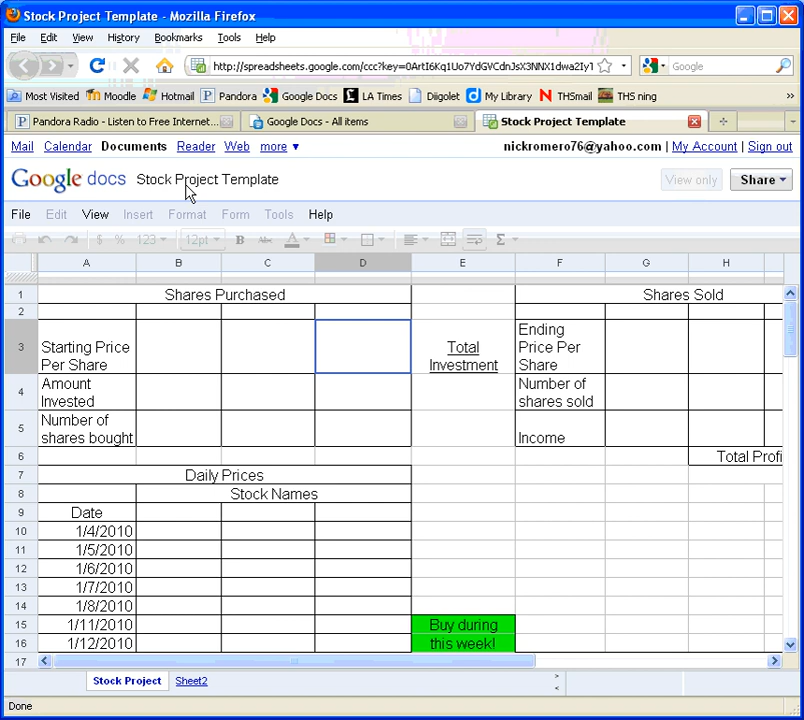 Stock Project Template - Mozilla Firefox
File Edit View History Bookmarks Tools Help
http://spreadsheets.google.com/ccc?key=0ArtI6Kq1Uo7YdGVCdnJsX3NNX1dwa2Iy1 Google
Most Visited Moodle Hotmail Pandora Google Docs LA Times Diigolet My Library THSmail THS ning »
Pandora Radio - Listen to Free Internet... Google Docs - All items Stock Project Template
Mail Calendar Documents Reader Web more nickromero76@yahoo.com | My Account | Sign out
Google docs Stock Project Template View only Share
File Edit View Insert Format Form Tools Help
$ % 123 12pt B Abc A Σ
A B C D E F G H
1 Shares Purchased Shares Sold
2
3 Starting Price Per Share Total Investment Ending Price Per Share
4 Amount Invested Number of shares sold
5 Number of shares bought Income
6 Total Profi
7 Daily Prices
8 Stock Names
9 Date
10 1/4/2010
11 1/5/2010
12 1/6/2010
13 1/7/2010
14 1/8/2010
15 1/11/2010 Buy during
16 1/12/2010 this week!
17
Stock Project Sheet2
Done